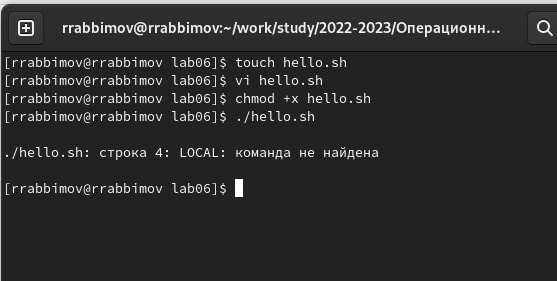 rrabbimov@rrabbimov:~/work/study/2022-2023/Операционн...
[rrabbimov@rrabbimov lab06]$ touch hello.sh
[rrabbimov@rrabbimov lab06]$ vi hello.sh
[rrabbimov@rrabbimov lab06]$ chmod +x hello.sh
[rrabbimov@rrabbimov lab06]$ ./hello.sh
./hello.sh: строка 4: LOCAL: команда не найдена
[rrabbimov@rrabbimov lab06]$